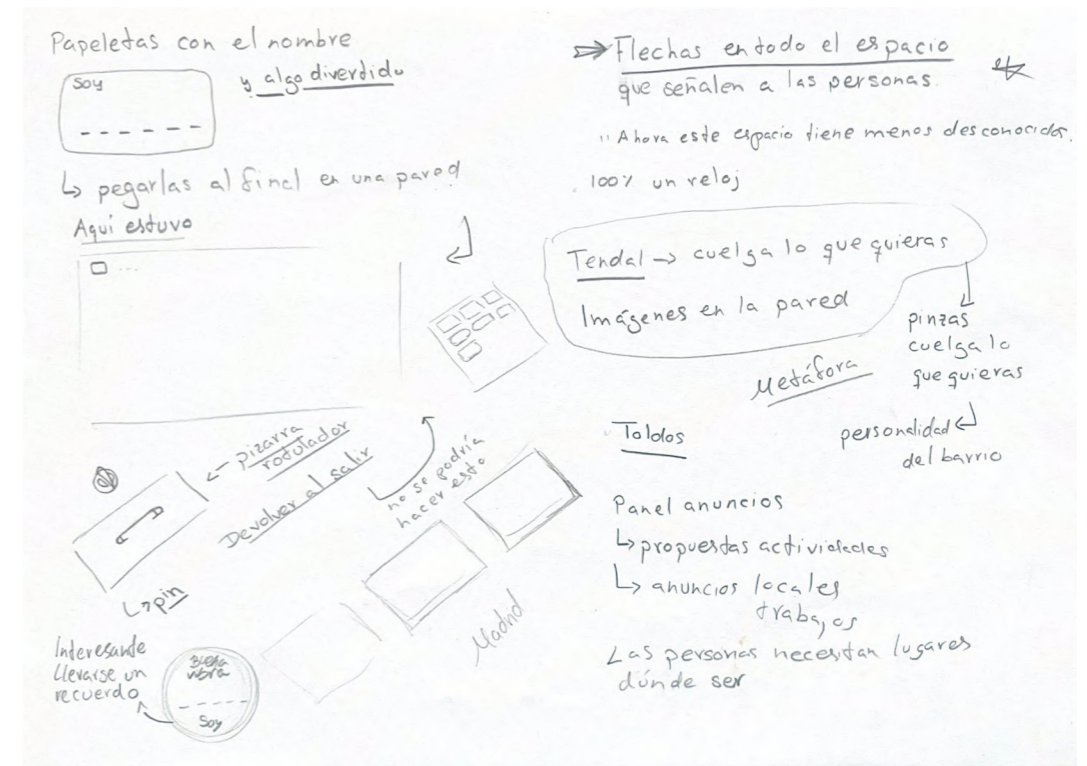 Papeletas con el nombre
y algo divertido
Soy
↳ pegarlas al final en una pared
Aquí estuvo
← pizarra
rotulador
Devolver al salir
no se podría
hacer esto
↳ pin
Madrid
Interesante
llevarse un
recuerdo
Buena
vibra
Soy
⇒ Flechas en todo el espacio
que señalen a las personas.
"Ahora este espacio tiene menos desconocidos.
100% un reloj
Tendal → cuelga lo que quieras
Imágenes en la pared
pinzas
cuelga lo
que quieras
Metáfora
personalidad
del barrio
Toldos
Panel anuncios
↳ propuestas actividades
↳ anuncios locales
trabajos
Las personas necesitan lugares
dónde ser